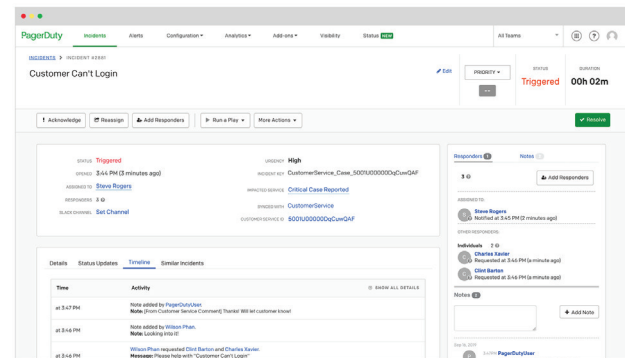 PagerDuty
Incidents
Alerts
Configuration
Analytics
Add-ons
Visibility
Status NEW
All Teams
INCIDENTS > INCIDENT #2881
Customer Can't Login
Edit
PRIORITY
--
STATUS
Triggered
DURATION
00h 02m
! Acknowledge
Reassign
Add Responders
Run a Play
More Actions
Resolve
STATUS Triggered
OPENED 3:44 PM (3 minutes ago)
ASSIGNED TO Steve Rogers
RESPONDERS 3
SLACK CHANNEL Set Channel
URGENCY High
INCIDENT KEY CustomerService_Case_5001U00000DqCuwQAF
IMPACTED SERVICE Critical Case Reported
SYNCED WITH CustomerService
CUSTOMER SERVICE ID 5001U00000DqCuwQAF
Responders
Notes
3
Add Responders
ASSIGNED TO
Steve Rogers
Notified at 3:45 PM (2 minutes ago)
OTHER RESPONDERS
Individuals 2
Charles Xavier
Requested at 3:46 PM (a minute ago)
Clint Barton
Requested at 3:46 PM (a minute ago)
Notes 2
+ Add Note
PagerDutyUser
Details
Status Updates
Timeline
Similar Incidents
Time
Activity
SHOW ALL DETAILS
at 3:47 PM
Note added by PagerDutyUser.
Note: [From Customer Service Comment] Thanks! Will let customer know!
at 3:46 PM
Note added by Wilson Phan.
Note: Looking into it!
at 3:46 PM
Wilson Phan requested Clint Barton and Charles Xavier.
Message: Please help with "Customer Can't Login"